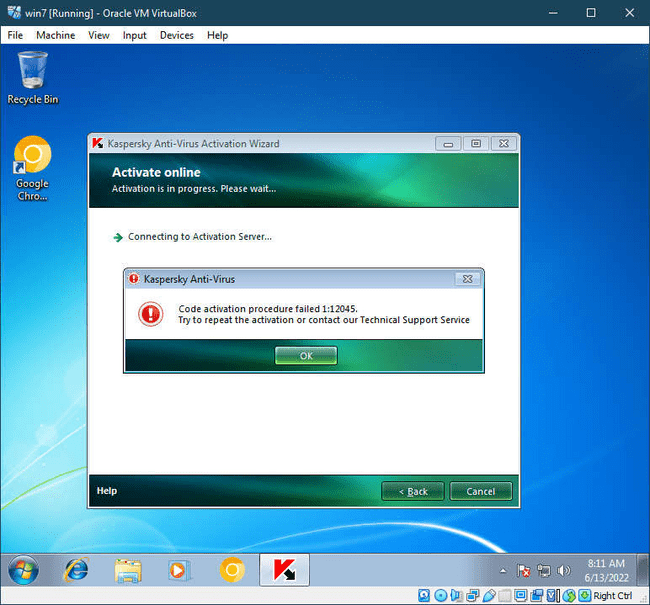 win7 [Running] - Oracle VM VirtualBox
File Machine View Input Devices Help
Recycle Bin
Google
Chro...
Kaspersky Anti-Virus Activation Wizard
Activate online
Activation is in progress. Please wait...
Connecting to Activation Server...
Kaspersky Anti-Virus
Code activation procedure failed 1:12045.
Try to repeat the activation or contact our Technical Support Service
OK
Help
< Back
Cancel
8:11 AM
6/13/2022
Right Ctrl